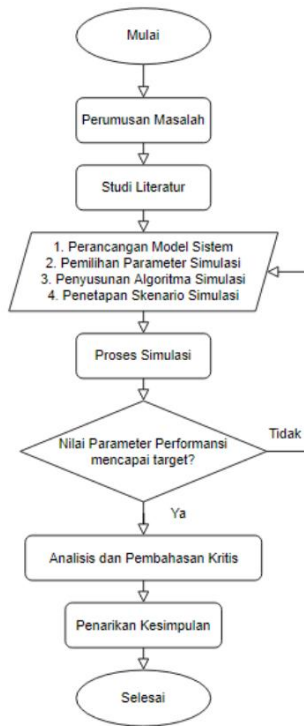 Mulai
Perumusan Masalah
Studi Literatur
1. Perancangan Model Sistem
2. Pemilihan Parameter Simulasi
3. Penyusunan Algoritma Simulasi
4. Penetapan Skenario Simulasi
Proses Simulasi
Nilai Parameter Performansi
mencapai target?
Tidak
Ya
Analisis dan Pembahasan Kritis
Penarikan Kesimpulan
Selesai